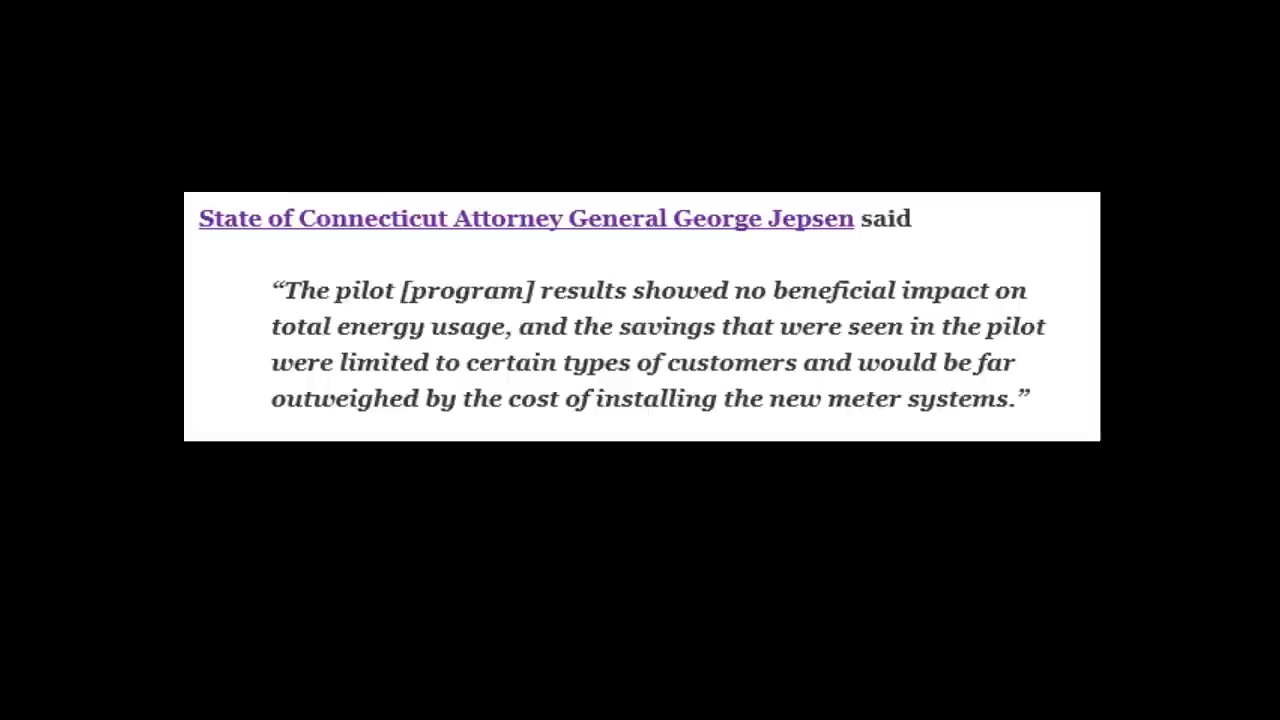 State of Connecticut Attorney General George Jepsen said
“The pilot [program] results showed no beneficial impact on
total energy usage, and the savings that were seen in the pilot
were limited to certain types of customers and would be far
outweighed by the cost of installing the new meter systems.”